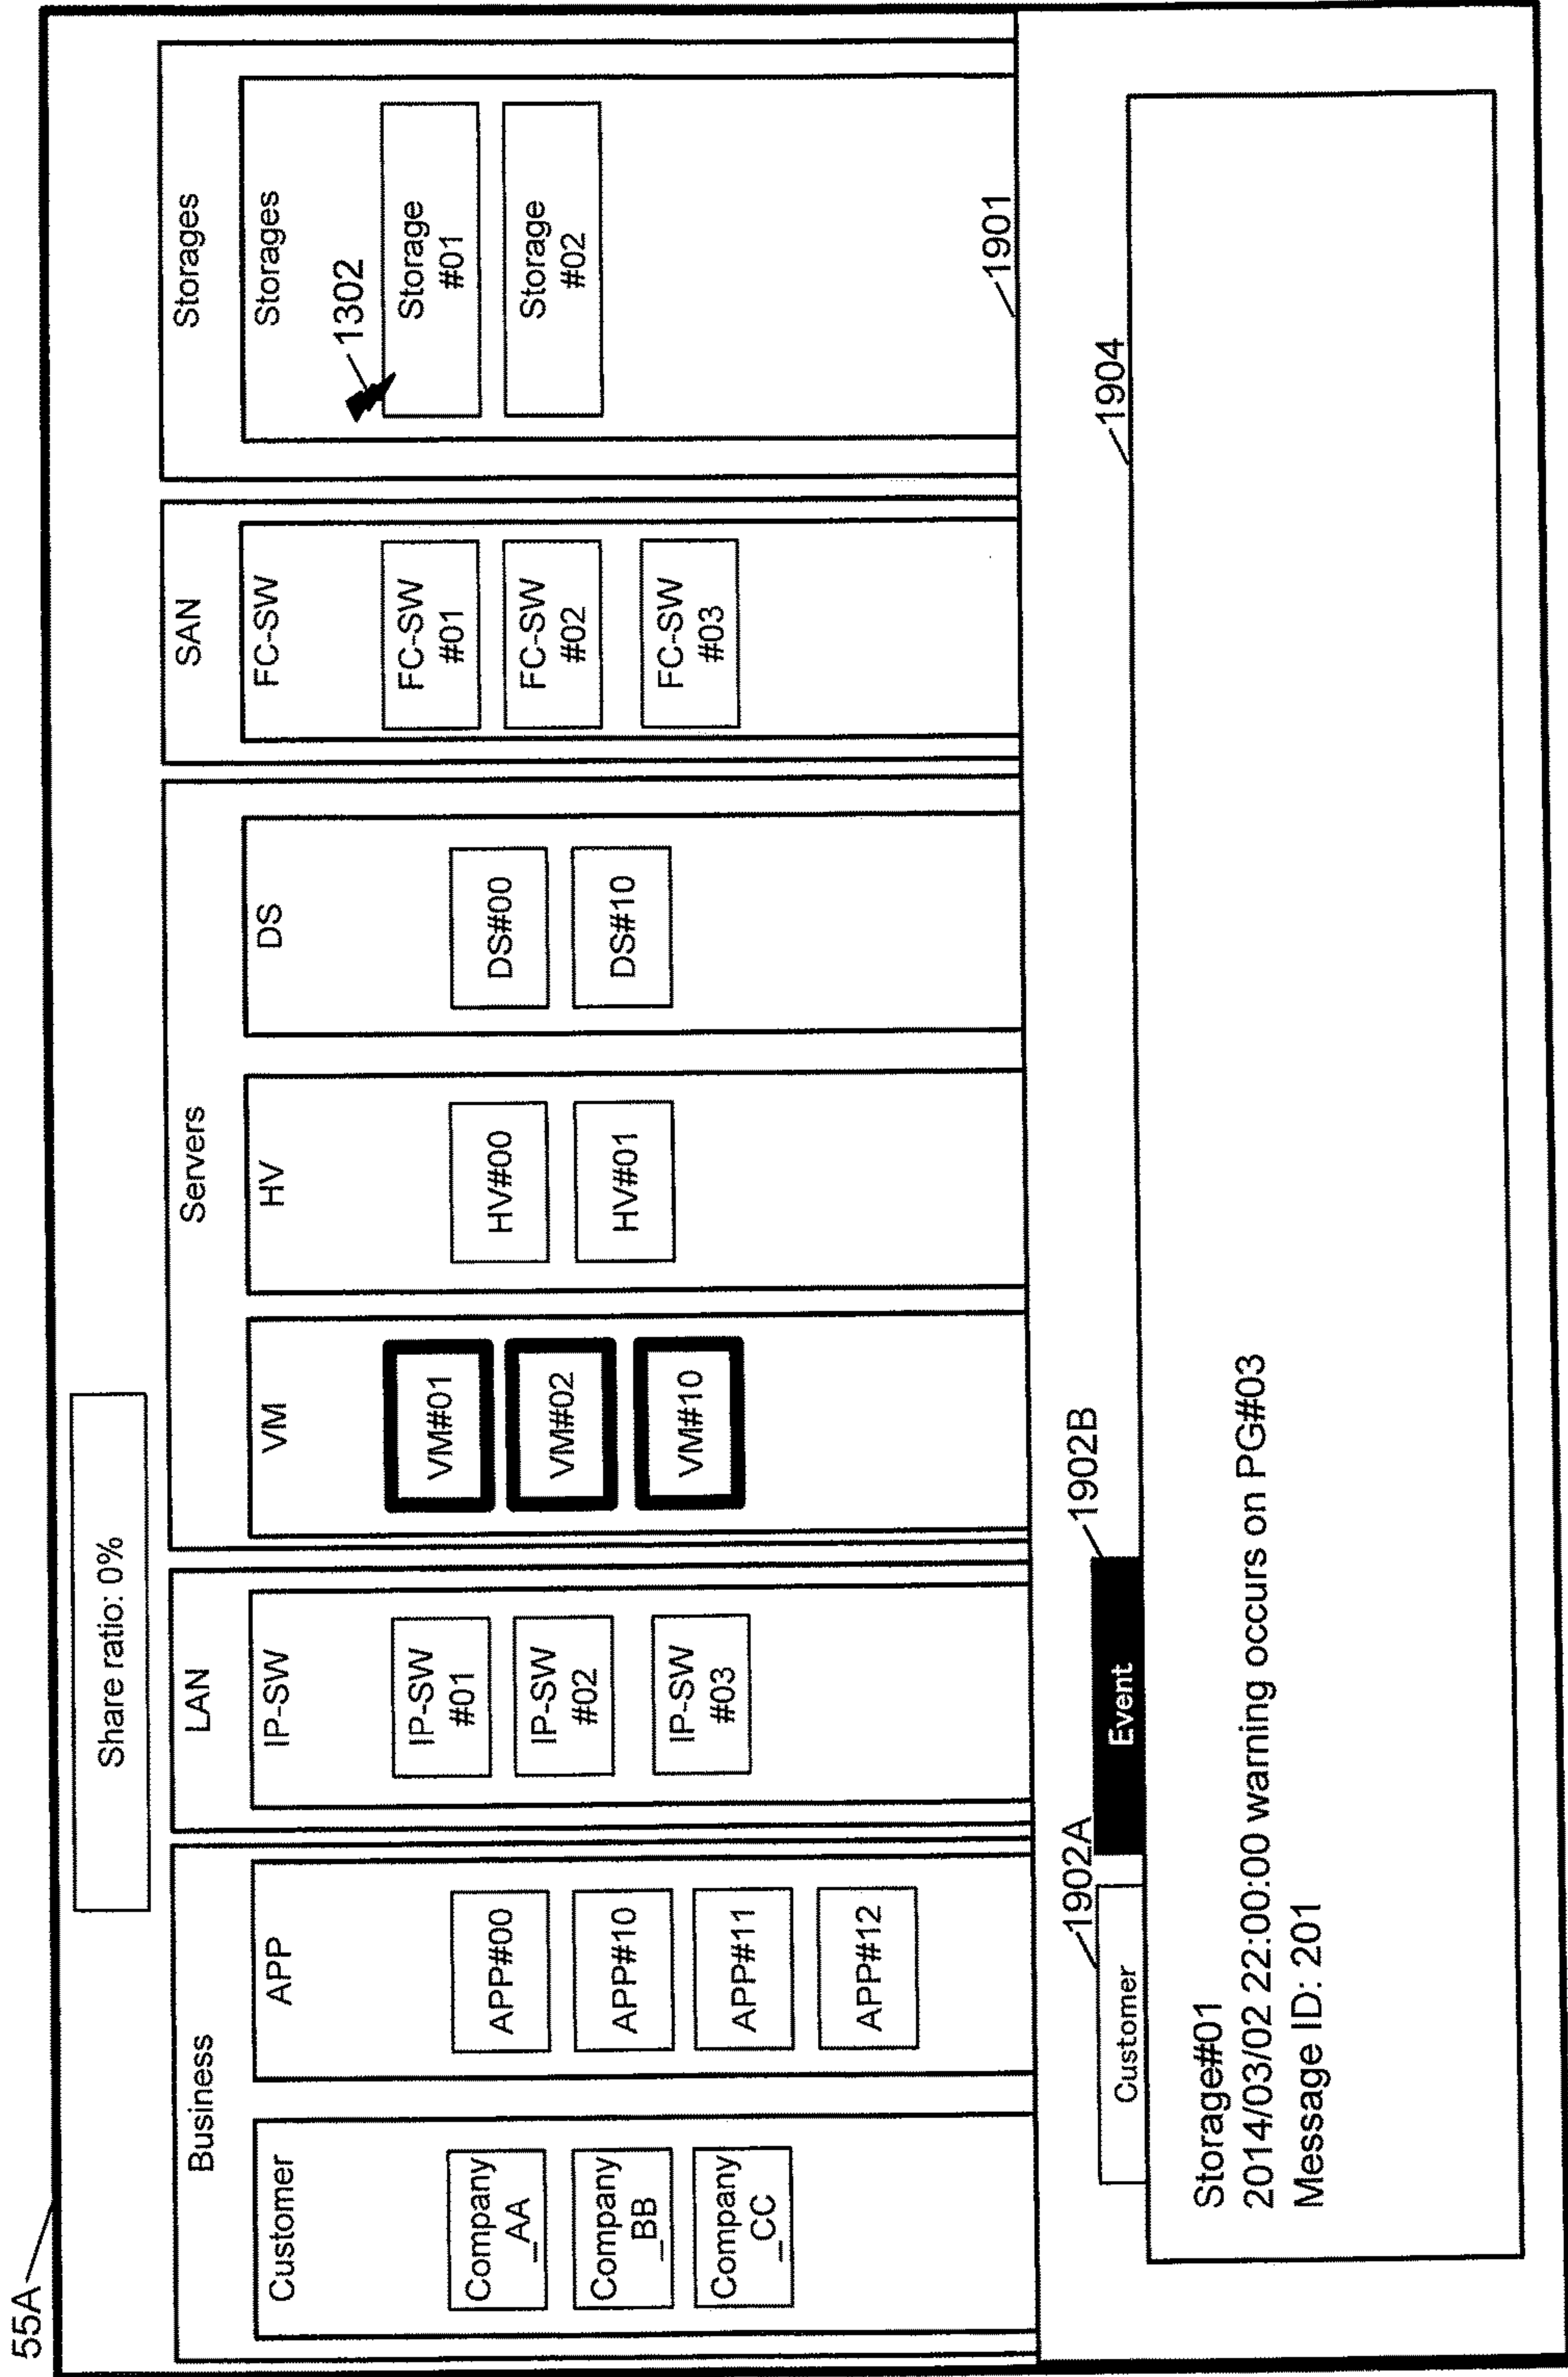 55A
Share ratio: 0%
Business
LAN
Servers
SAN
Storages
Customer
APP
IP-SW
VM
HV
DS
FC-SW
Storages
1302
Company
_AA
Company
_BB
Company
_CC
APP#00
APP#10
APP#11
APP#12
IP-SW
#01
IP-SW
#02
IP-SW
#03
VM#01
VM#02
VM#10
HV#00
HV#01
DS#00
DS#10
FC-SW
#01
FC-SW
#02
FC-SW
#03
Storage
#01
Storage
#02
1901
1902A
1902B
1904
Customer
Event
Storage#01
2014/03/02 22:00:00 warning occurs on PG#03
Message ID: 201